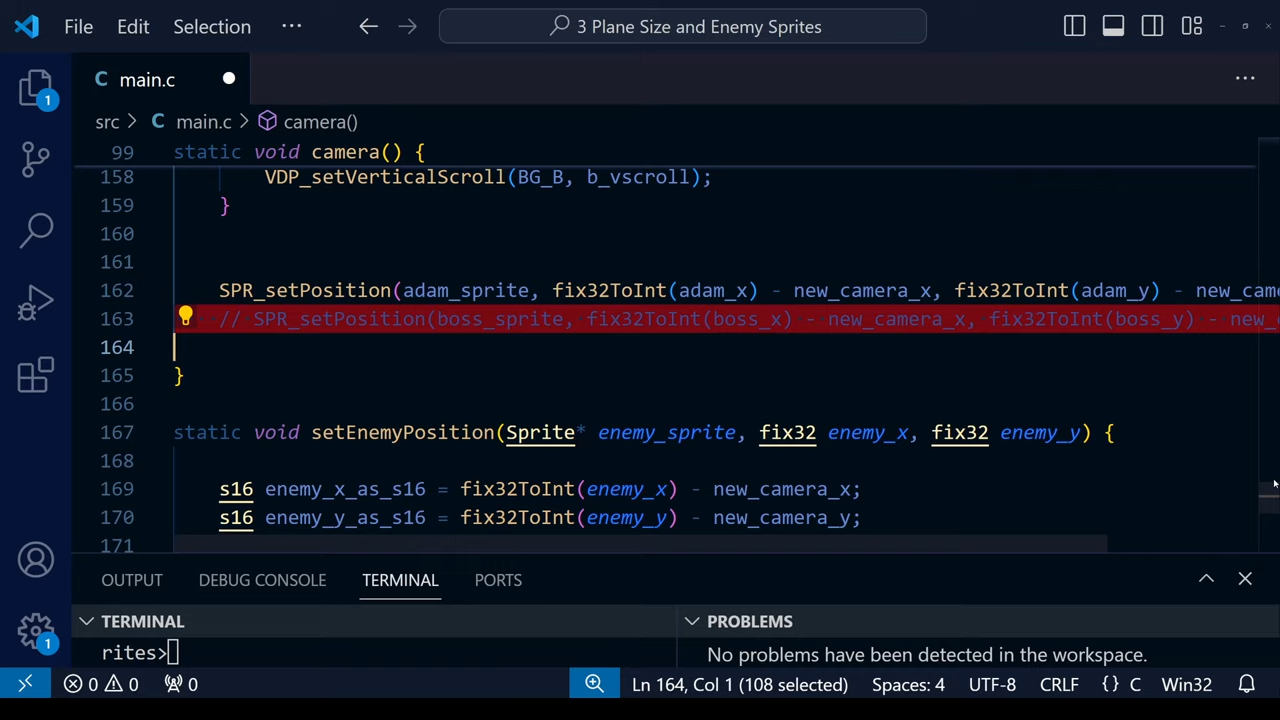 File Edit Selection ··· 3 Plane Size and Enemy Sprites
1
C main.c
···
src > C main.c > camera()
99 static void camera() {
158 VDP_setVerticalScroll(BG_B, b_vscroll);
159 }
160
161
162 SPR_setPosition(adam_sprite, fix32ToInt(adam_x) - new_camera_x, fix32ToInt(adam_y) - new_came
163 // SPR_setPosition(boss_sprite, fix32ToInt(boss_x) - new_camera_x, fix32ToInt(boss_y) - new_c
164
165 }
166
167 static void setEnemyPosition(Sprite* enemy_sprite, fix32 enemy_x, fix32 enemy_y) {
168
169 s16 enemy_x_as_s16 = fix32ToInt(enemy_x) - new_camera_x;
170 s16 enemy_y_as_s16 = fix32ToInt(enemy_y) - new_camera_y;
171
OUTPUT DEBUG CONSOLE TERMINAL PORTS
TERMINAL PROBLEMS
1
rites> No problems have been detected in the workspace.
0 0 0 Ln 164, Col 1 (108 selected) Spaces: 4 UTF-8 CRLF {} C Win32